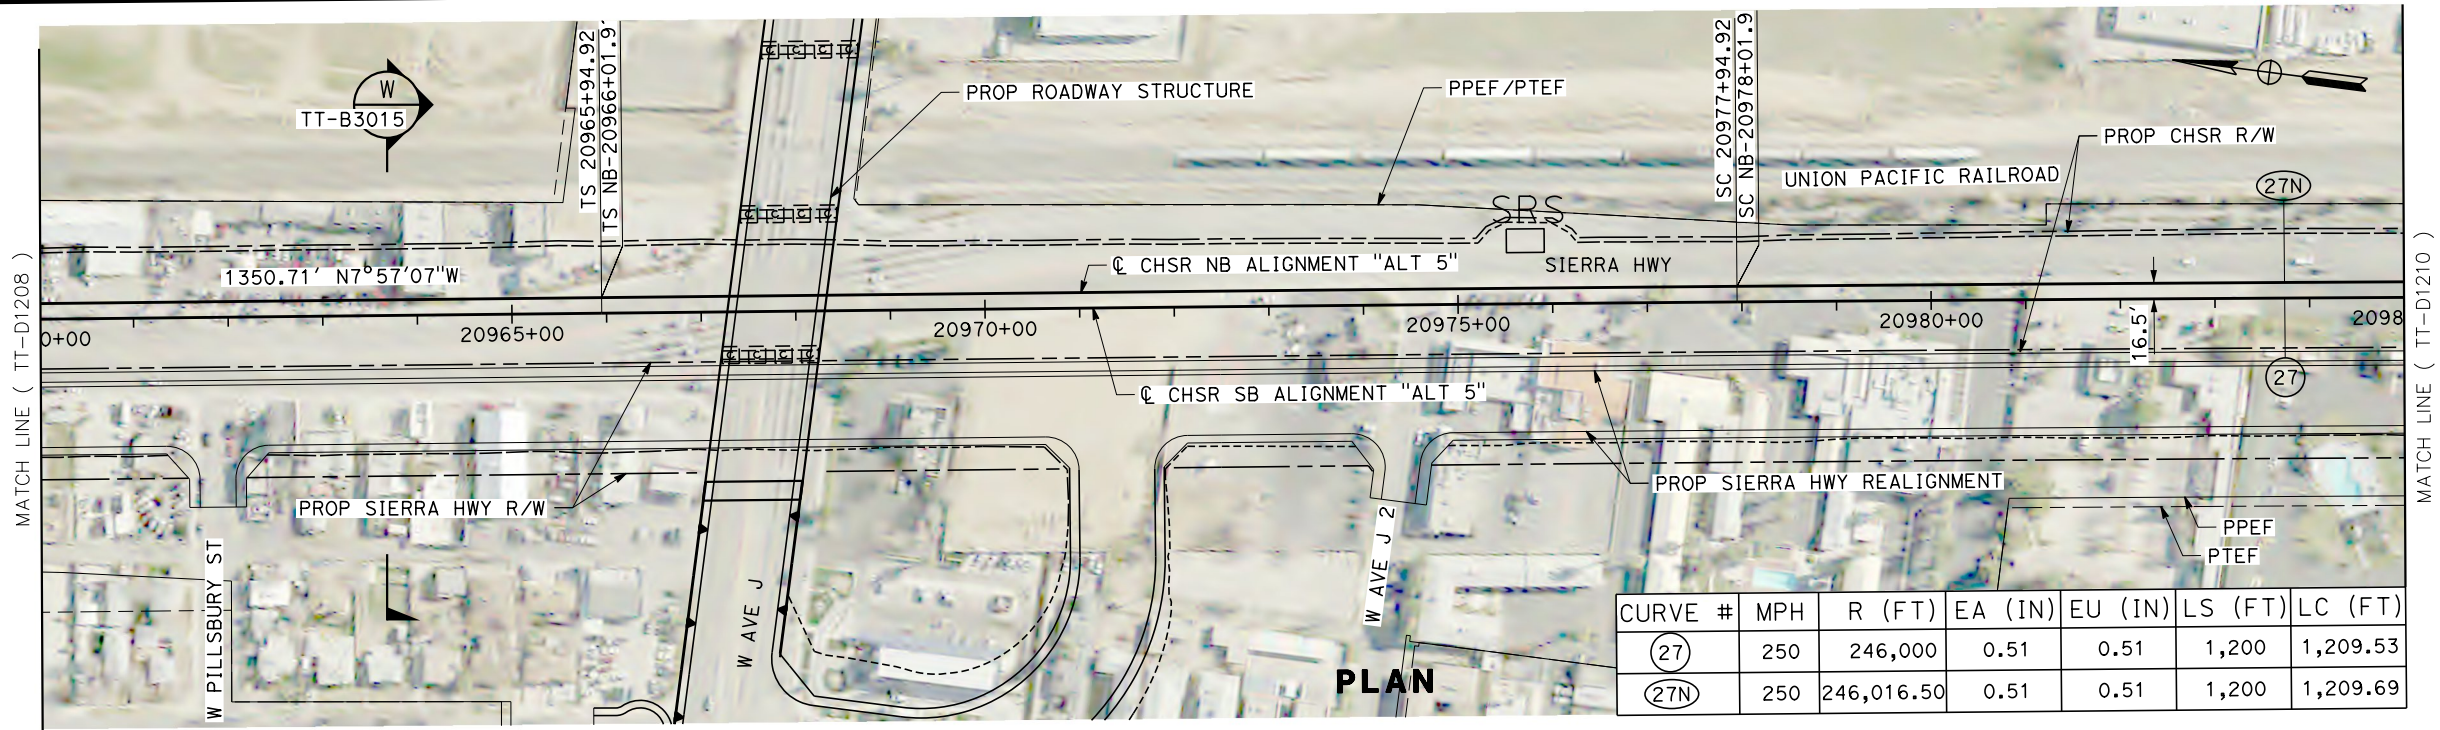 MATCH LINE ( TT-D1208 )
W
TT-B3015
TS 20965+94.92
TS NB-20966+01.9
PROP ROADWAY STRUCTURE
PPEF/PTEF
SC 20977+94.92
SC NB-20978+01.9
PROP CHSR R/W
UNION PACIFIC RAILROAD
27N
SRS
SIERRA HWY
1350.71' N7°57'07"W
℄ CHSR NB ALIGNMENT "ALT 5"
0+00
20965+00
20970+00
20975+00
20980+00
2098
16.5'
℄ CHSR SB ALIGNMENT "ALT 5"
27
PROP SIERRA HWY R/W
PROP SIERRA HWY REALIGNMENT
PPEF
PTEF
W PILLSBURY ST
W AVE J
W AVE J 2
PLAN
CURVE # MPH R (FT) EA (IN) EU (IN) LS (FT) LC (FT)
27 250 246,000 0.51 0.51 1,200 1,209.53
27N 250 246,016.50 0.51 0.51 1,200 1,209.69
MATCH LINE ( TT-D1210 )